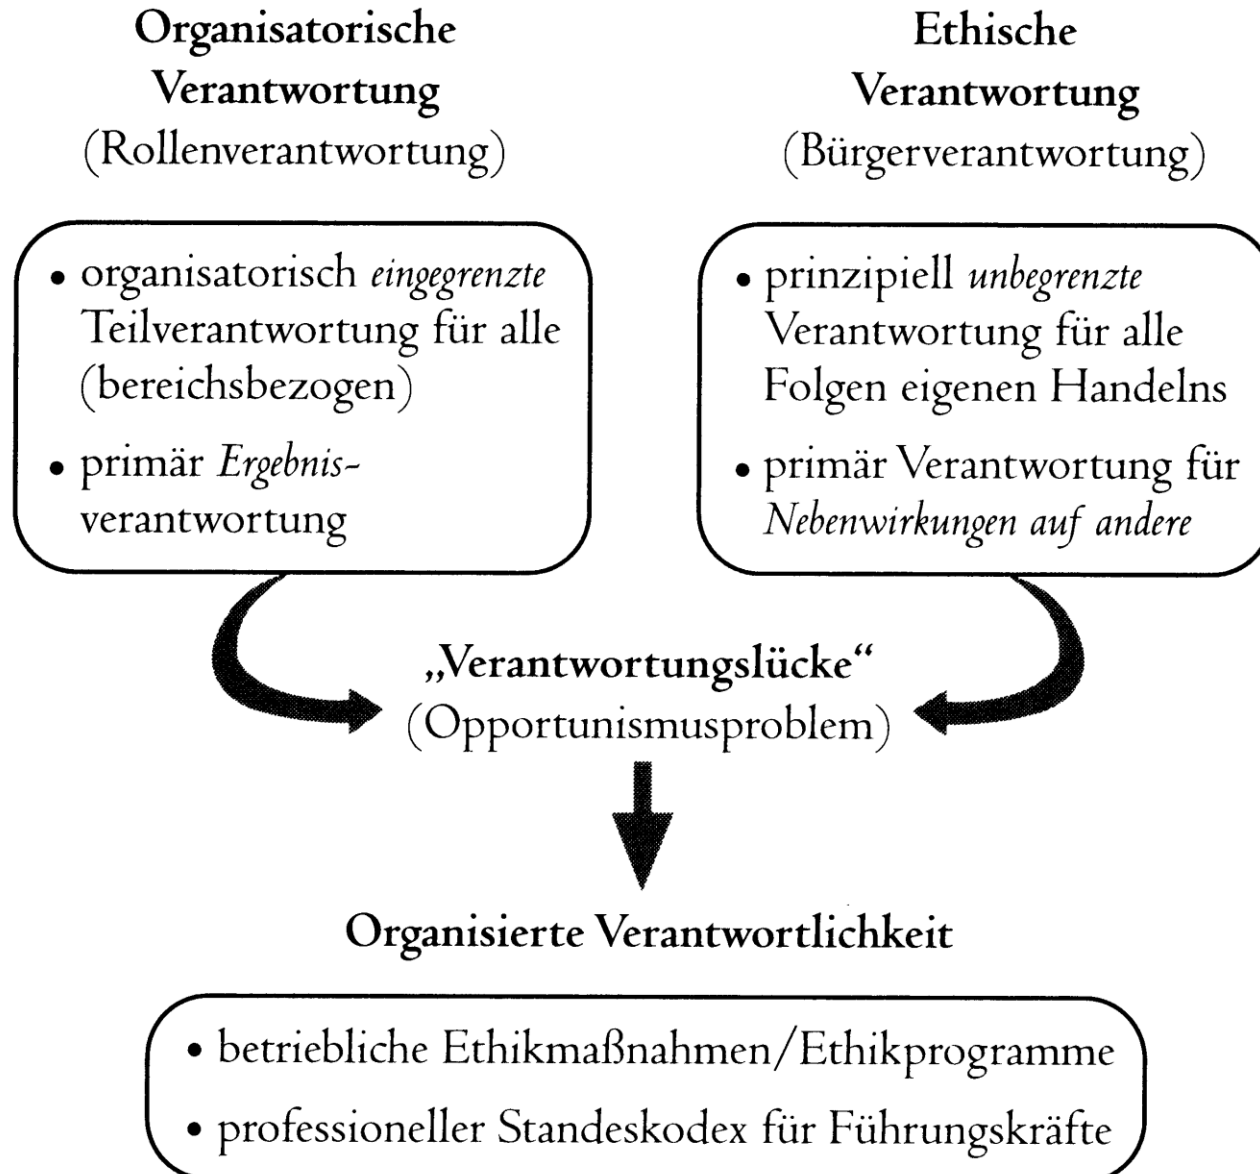 Organisatorische
Verantwortung
(Rollenverantwortung)
• organisatorisch eingegrenzte
Teilverantwortung für alle
(bereichsbezogen)
• primär Ergebnis-
verantwortung
Ethische
Verantwortung
(Bürgerverantwortung)
• prinzipiell unbegrenzte
Verantwortung für alle
Folgen eigenen Handelns
• primär Verantwortung für
Nebenwirkungen auf andere
„Verantwortungslücke“
(Opportunismusproblem)
Organisierte Verantwortlichkeit
• betriebliche Ethikmaßnahmen/Ethikprogramme
• professioneller Standeskodex für Führungskräfte